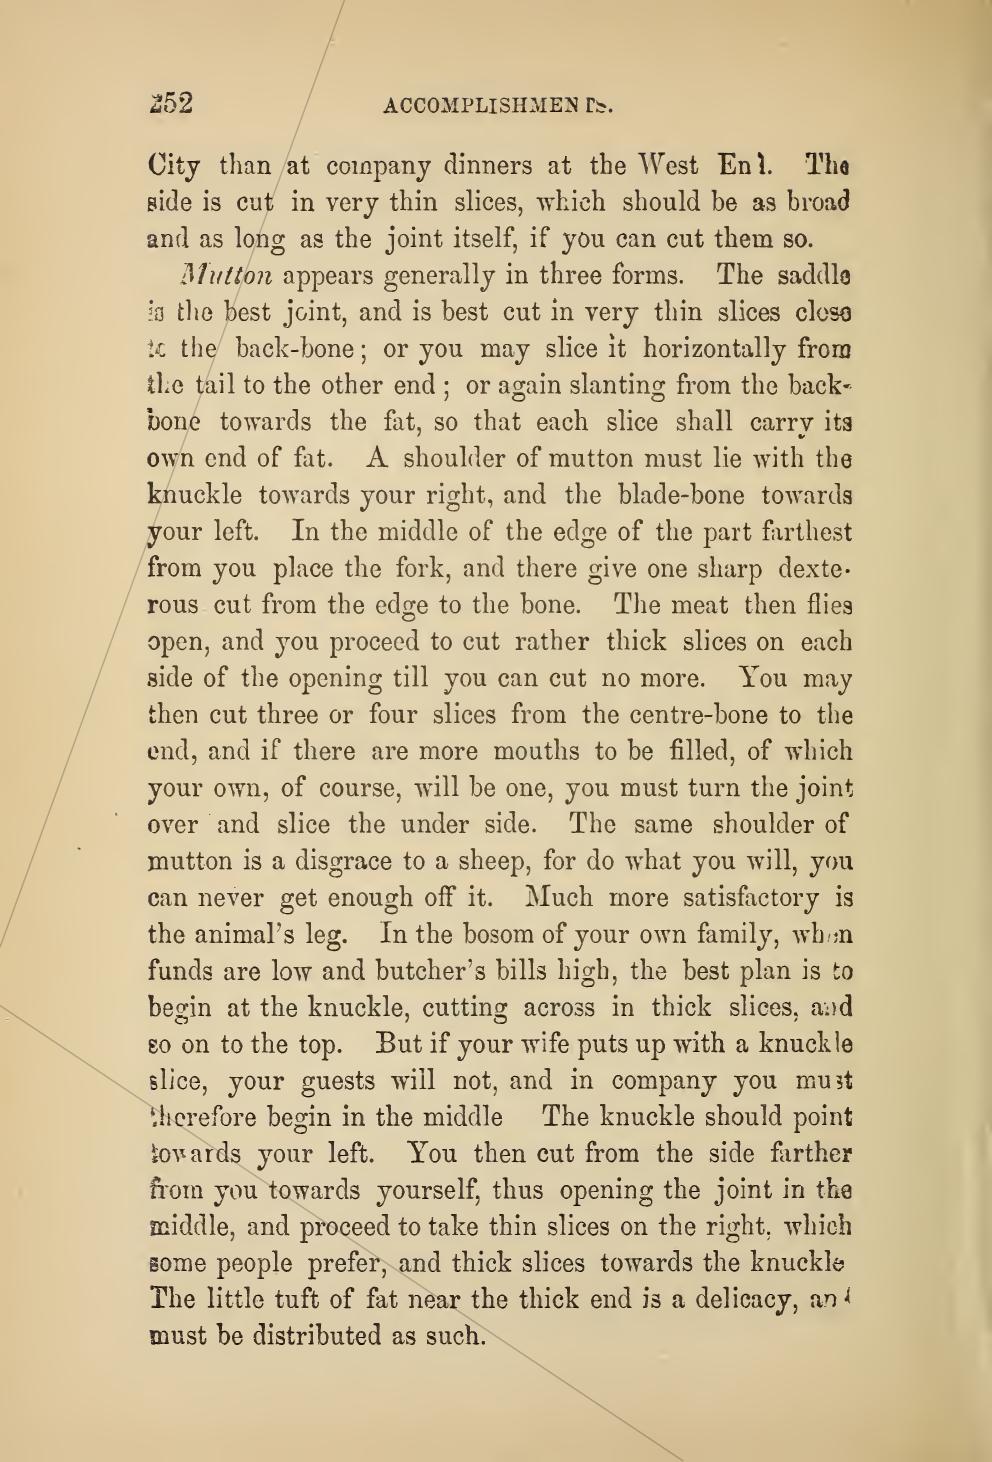 252 ACCOMPLISHMENTS.
City than at company dinners at the West End. The
side is cut in very thin slices, which should be as broad
and as long as the joint itself, if you can cut them so.
Mutton appears generally in three forms. The saddle
is the best joint, and is best cut in very thin slices close
to the back-bone; or you may slice it horizontally from
the tail to the other end; or again slanting from the back-
bone towards the fat, so that each slice shall carry its
own end of fat. A shoulder of mutton must lie with the
knuckle towards your right, and the blade-bone towards
your left. In the middle of the edge of the part farthest
from you place the fork, and there give one sharp dexte-
rous cut from the edge to the bone. The meat then flies
open, and you proceed to cut rather thick slices on each
side of the opening till you can cut no more. You may
then cut three or four slices from the centre-bone to the
end, and if there are more mouths to be filled, of which
your own, of course, will be one, you must turn the joint
over and slice the under side. The same shoulder of
mutton is a disgrace to a sheep, for do what you will, you
can never get enough off it. Much more satisfactory is
the animal's leg. In the bosom of your own family, when
funds are low and butcher's bills high, the best plan is to
begin at the knuckle, cutting across in thick slices, and
so on to the top. But if your wife puts up with a knuckle
slice, your guests will not, and in company you must
therefore begin in the middle The knuckle should point
towards your left. You then cut from the side farther
from you towards yourself, thus opening the joint in the
middle, and proceed to take thin slices on the right, which
some people prefer, and thick slices towards the knuckle
The little tuft of fat near the thick end is a delicacy, and
must be distributed as such.